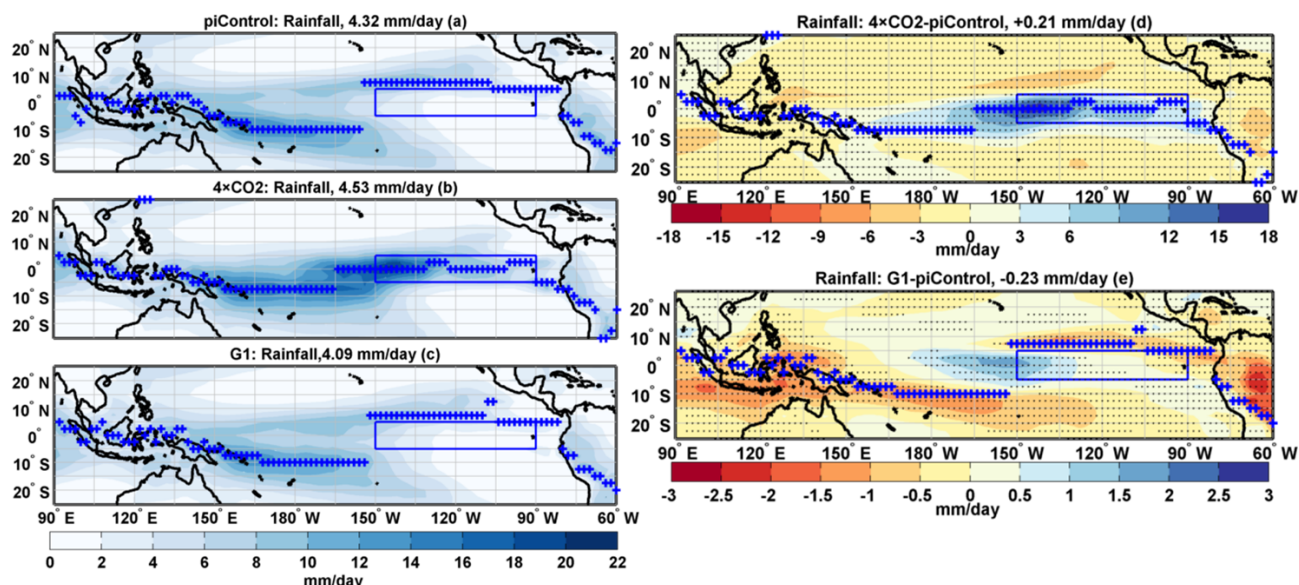 piControl: Rainfall, 4.32 mm/day (a)
20° N
10° N
0°
10° S
20° S
4×CO2: Rainfall, 4.53 mm/day (b)
20° N
10° N
0°
10° S
20° S
G1: Rainfall,4.09 mm/day (c)
20° N
10° N
0°
10° S
20° S
90° E 120° E 150° E 180° W 150° W 120° W 90° W 60° W
0 2 4 6 8 10 12 14 16 18 20 22
mm/day
Rainfall: 4×CO2-piControl, +0.21 mm/day (d)
20° N
10° N
0°
10° S
20° S
90° E 120° E 150° E 180° W 150° W 120° W 90° W 60° W
-18 -15 -12 -9 -6 -3 0 3 6 12 15 18
mm/day
Rainfall: G1-piControl, -0.23 mm/day (e)
20° N
10° N
0°
10° S
20° S
90° E 120° E 150° E 180° W 150° W 120° W 90° W 60° W
-3 -2.5 -2 -1.5 -1 -0.5 0 0.5 1 1.5 2 2.5 3
mm/day